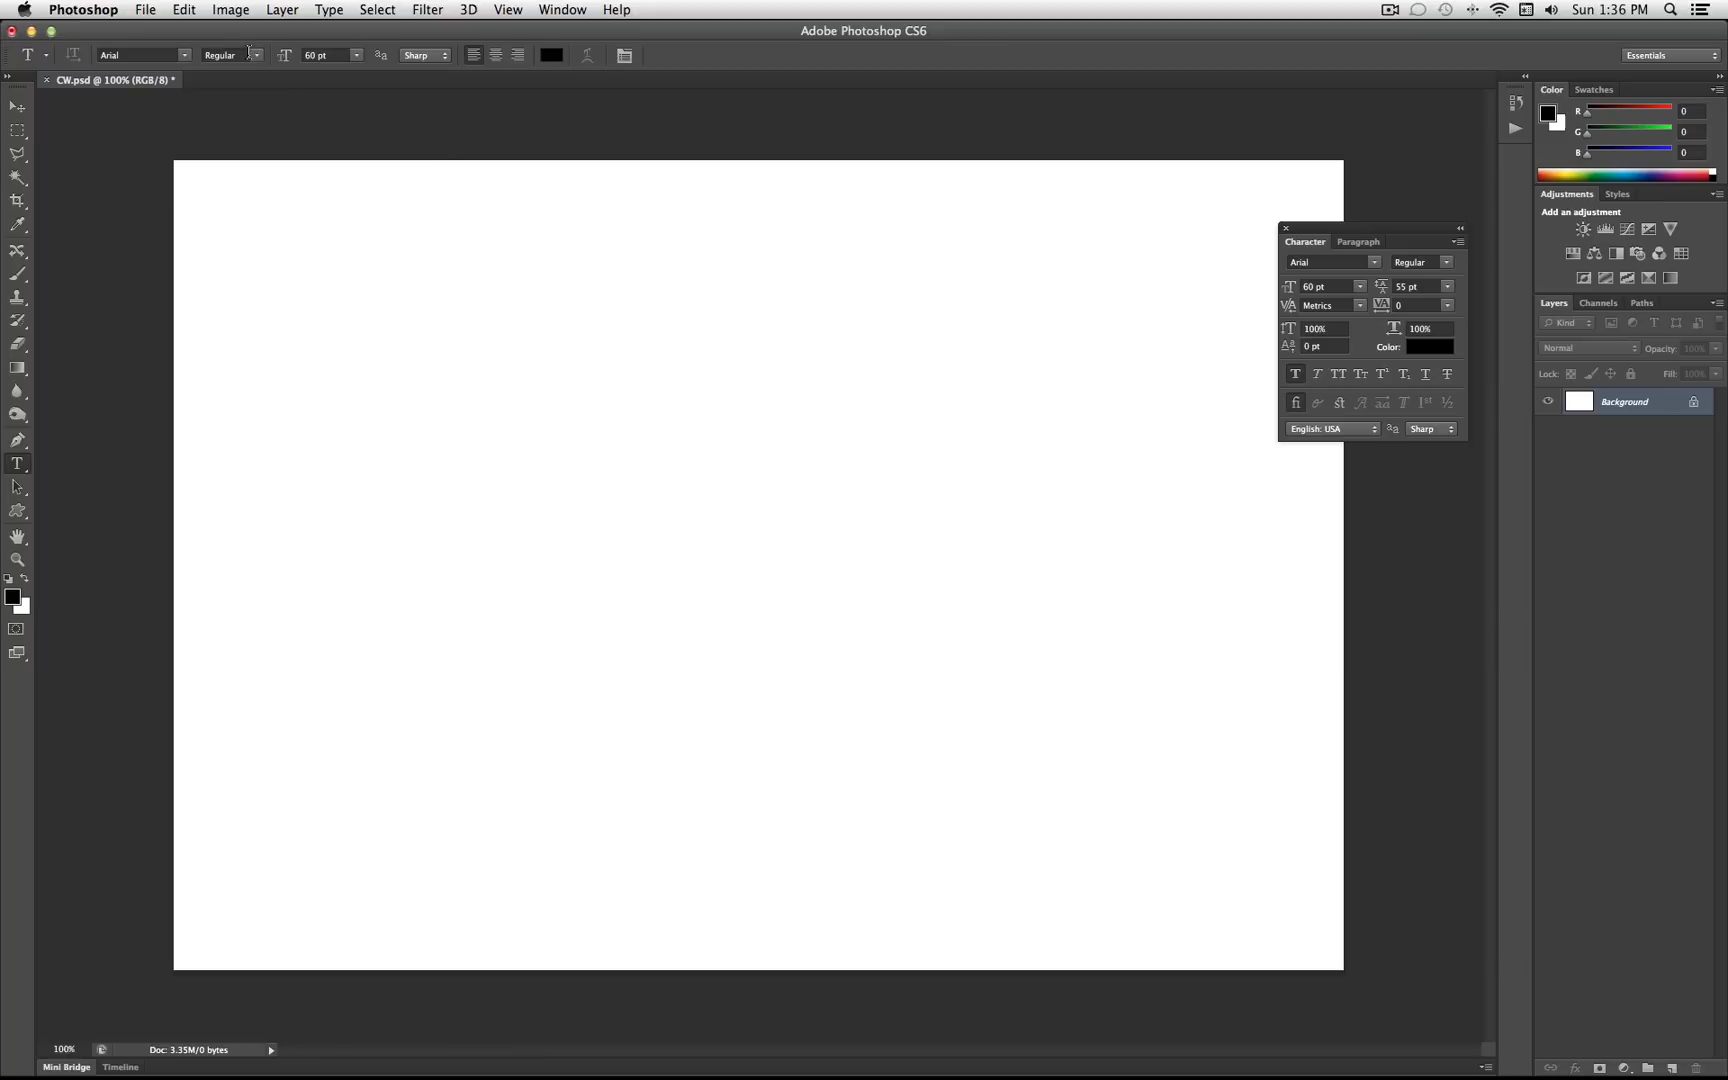 Photoshop File Edit Image Layer Type Select Filter 3D View Window Help Sun 1:36 PM
Adobe Photoshop CS6
T Arial Regular 60 pt Sharp Essentials
CW.psd @ 100% (RGB/8) *
Color Swatches
R 0
G 0
B 0
Adjustments Styles
Add an adjustment
Character Paragraph
Arial Regular
60 pt 55 pt
Metrics 0
100% 100%
0 pt Color:
English: USA Sharp
Layers Channels Paths
Kind
Normal Opacity: 100%
Lock: Fill: 100%
Background
100% Doc: 3.35M/0 bytes
Mini Bridge Timeline